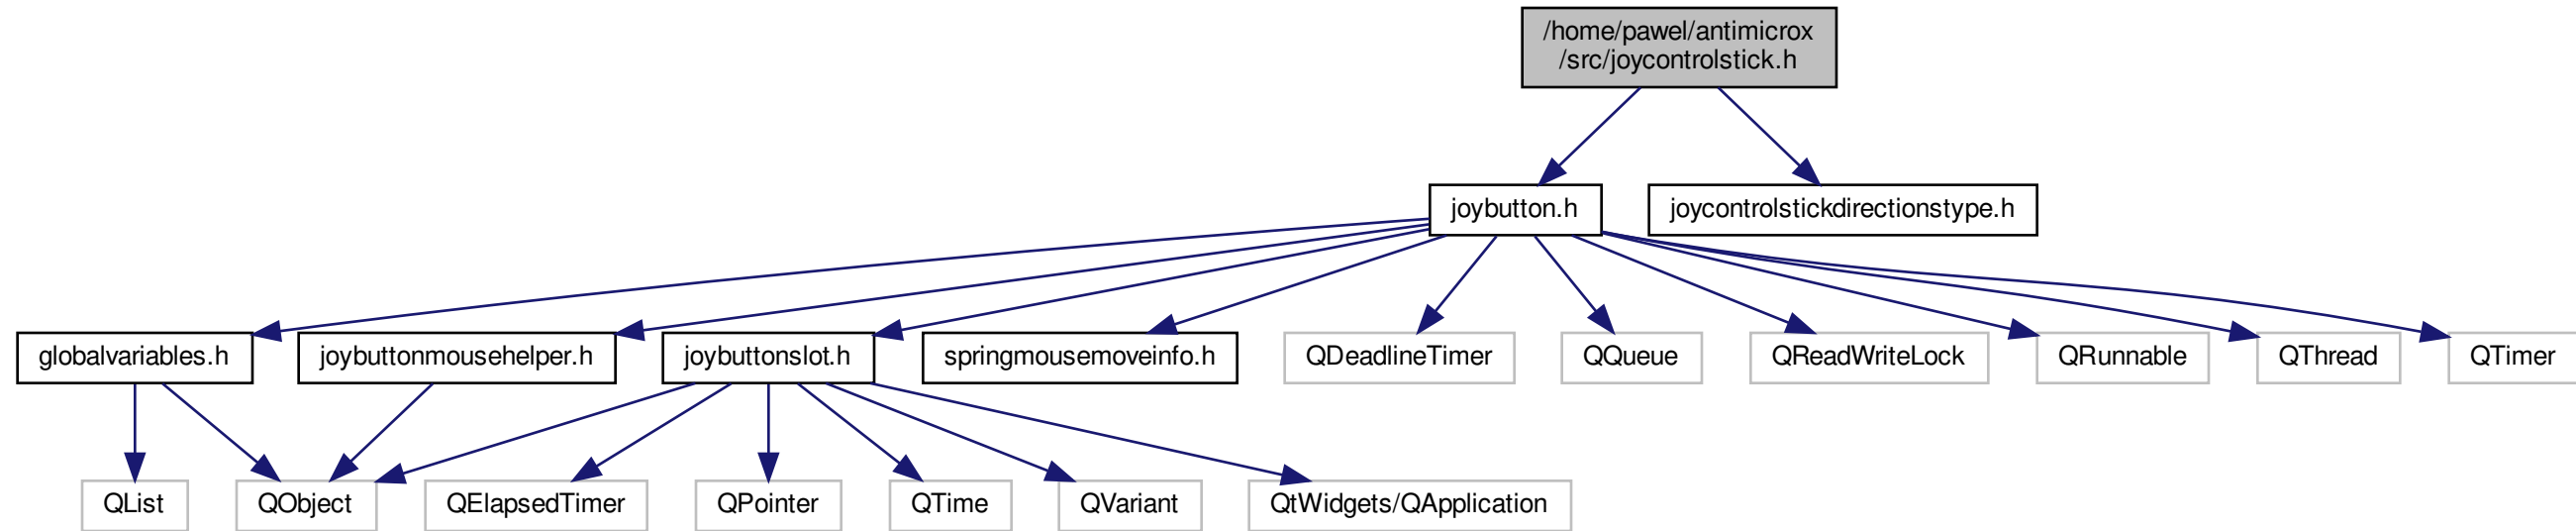 /home/pawel/antimicrox
/src/joycontrolstick.h
joybutton.h
joycontrolstickdirectionstype.h
globalvariables.h
joybuttonmousehelper.h
joybuttonslot.h
springmousemoveinfo.h
QDeadlineTimer
QQueue
QReadWriteLock
QRunnable
QThread
QTimer
QList
QObject
QElapsedTimer
QPointer
QTime
QVariant
QtWidgets/QApplication